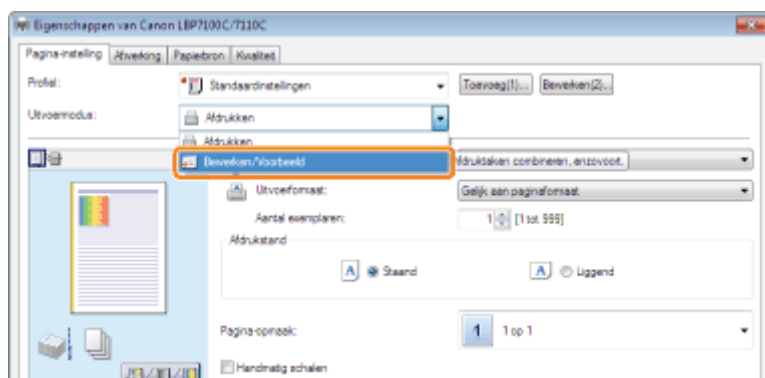 Eigenschappen van Canon LBP7100C/7110C
Pagina-instelling Afwerking Papierbron Kwaliteit
Profiel: Standaardinstellingen Toevoeg(1)... Bewerken(2)...
Uitvoermodus: Afdrukken
Afdrukken
Bewerken/Voorbeeld Afdruktaken combineren, enzovoort.
Uitvoerformaat: Gelijk aan paginaformaat
Aantal exemplaren: 1 [1 tot 999]
Afdrukstand
A Staand A Liggend
Pagina-opmaak: 1 1 op 1
Handmatig schalen